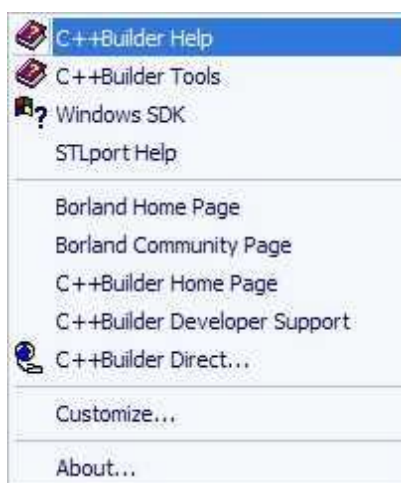 C++Builder Help
C++Builder Tools
Windows SDK
STLport Help
Borland Home Page
Borland Community Page
C++Builder Home Page
C++Builder Developer Support
C++Builder Direct...
Customize...
About...